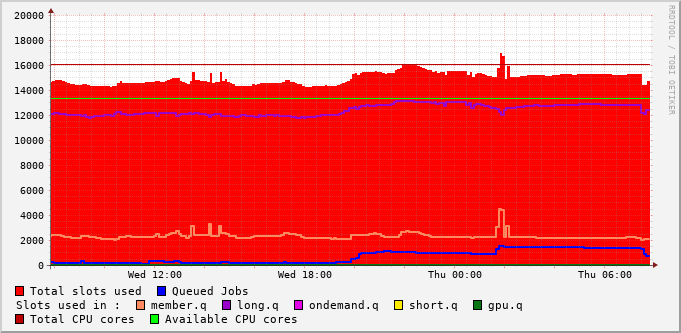 20000
18000
16000
14000
12000
10000
8000
6000
4000
2000
0
Wed 12:00 Wed 18:00 Thu 00:00 Thu 06:00
RRDTOOL / TOBI OETIKER
Total slots used Queued Jobs
Slots used in : member.q long.q ondemand.q short.q gpu.q
Total CPU cores Available CPU cores